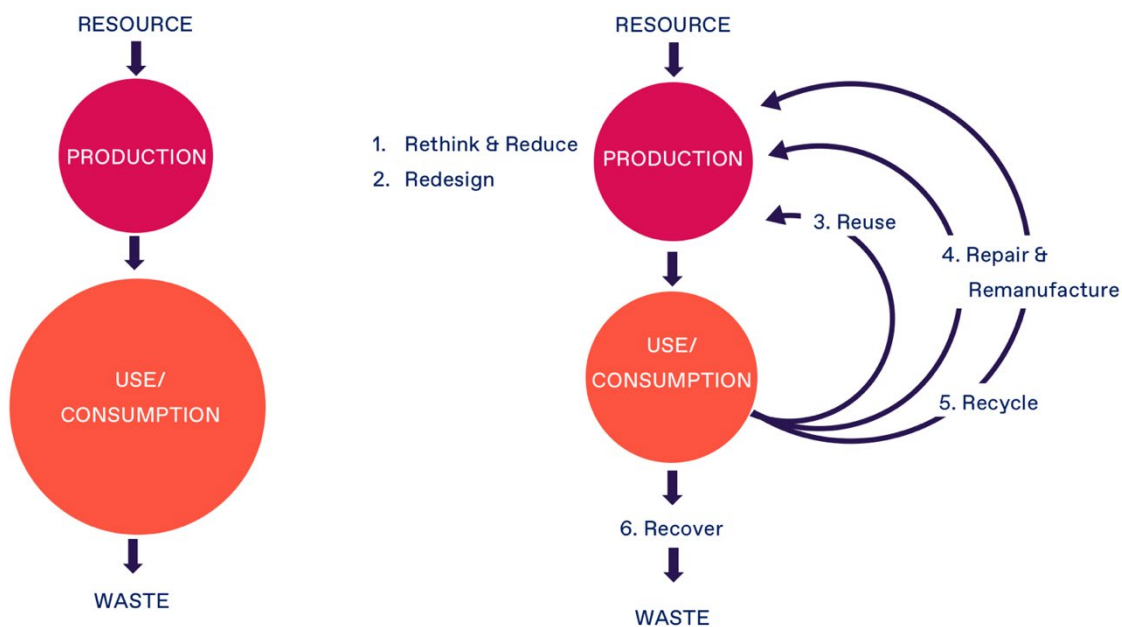 RESOURCE
PRODUCTION
USE/
CONSUMPTION
WASTE
RESOURCE
1. Rethink & Reduce
2. Redesign
PRODUCTION
3. Reuse
4. Repair &
Remanufacture
USE/
CONSUMPTION
5. Recycle
6. Recover
WASTE